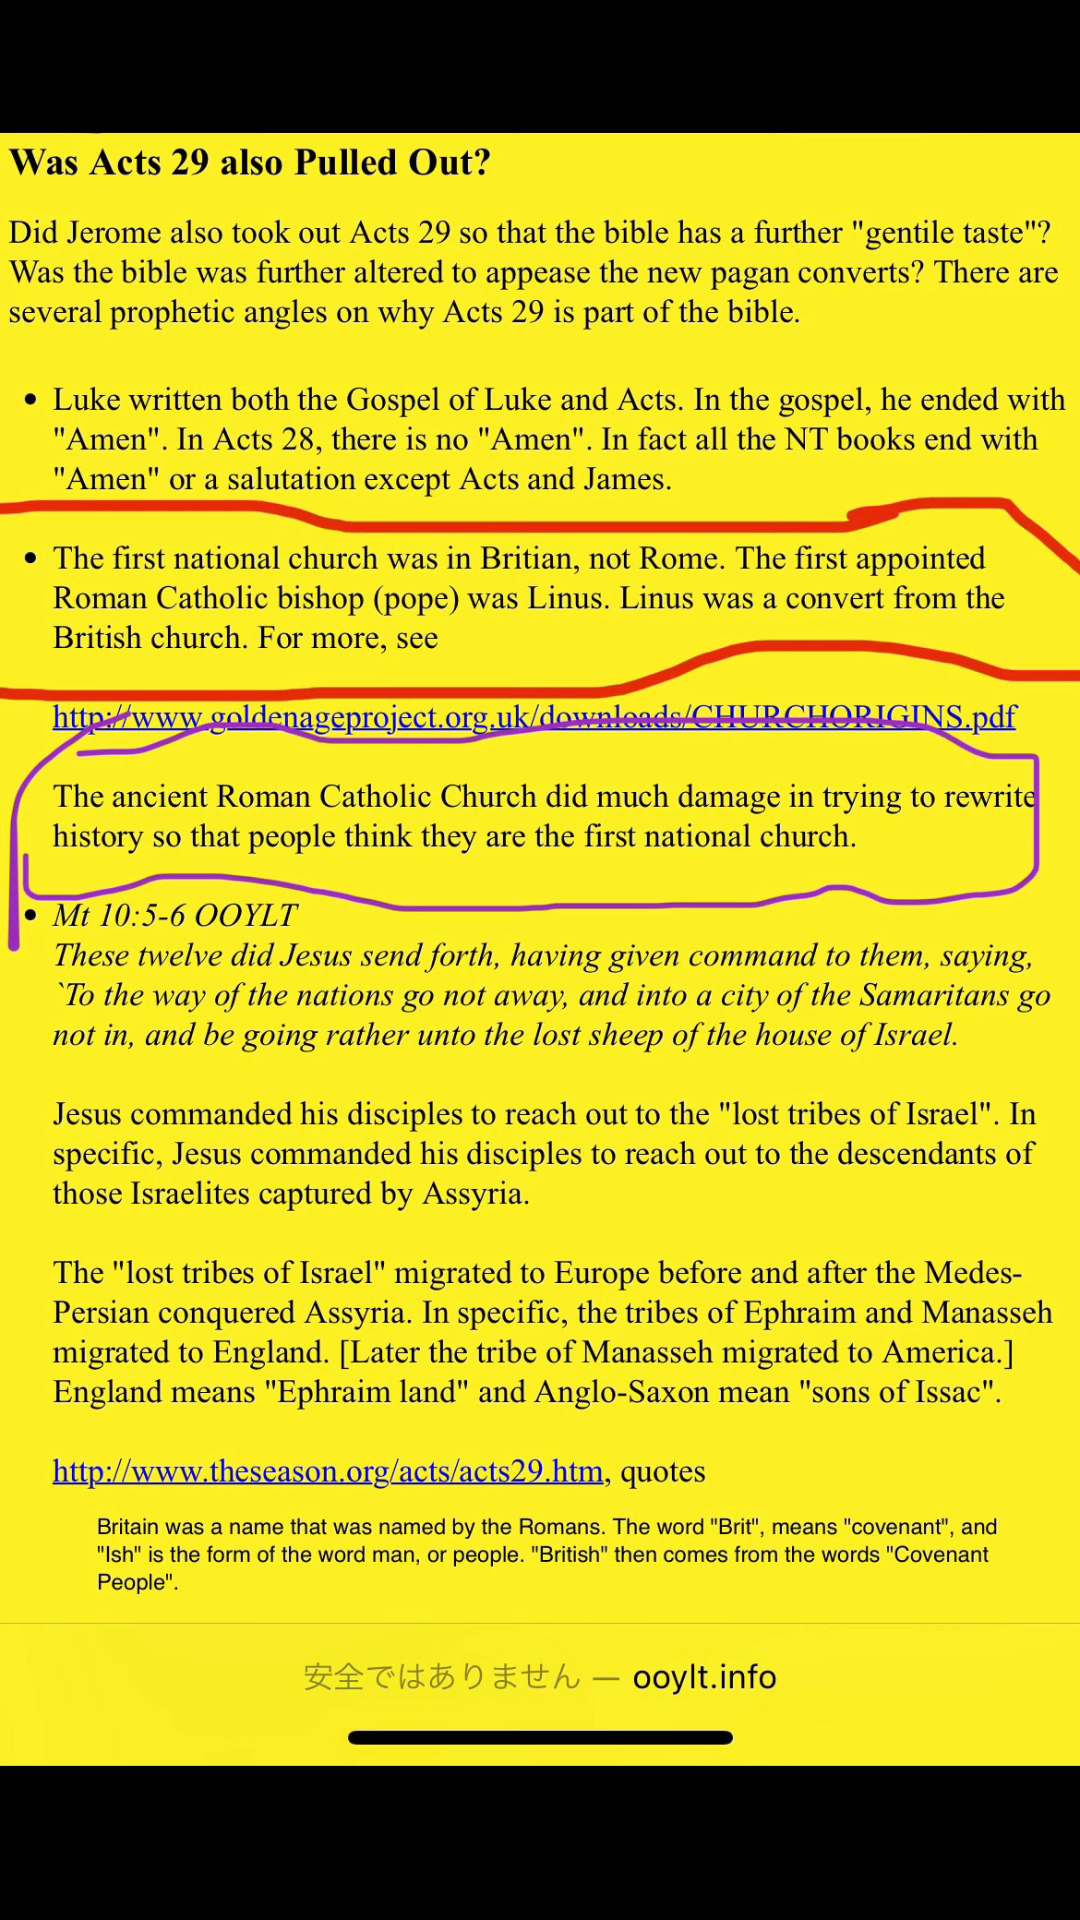 Was Acts 29 also Pulled Out?
Did Jerome also took out Acts 29 so that the bible has a further "gentile taste"?
Was the bible was further altered to appease the new pagan converts? There are
several prophetic angles on why Acts 29 is part of the bible.
• Luke written both the Gospel of Luke and Acts. In the gospel, he ended with
"Amen". In Acts 28, there is no "Amen". In fact all the NT books end with
"Amen" or a salutation except Acts and James.
• The first national church was in Britian, not Rome. The first appointed
Roman Catholic bishop (pope) was Linus. Linus was a convert from the
British church. For more, see
http://www.goldenageproject.org.uk/downloads/CHURCHORIGINS.pdf
The ancient Roman Catholic Church did much damage in trying to rewrite
history so that people think they are the first national church.
• Mt 10:5-6 OOYLT
These twelve did Jesus send forth, having given command to them, saying,
`To the way of the nations go not away, and into a city of the Samaritans go
not in, and be going rather unto the lost sheep of the house of Israel.
Jesus commanded his disciples to reach out to the "lost tribes of Israel". In
specific, Jesus commanded his disciples to reach out to the descendants of
those Israelites captured by Assyria.
The "lost tribes of Israel" migrated to Europe before and after the Medes-
Persian conquered Assyria. In specific, the tribes of Ephraim and Manasseh
migrated to England. [Later the tribe of Manasseh migrated to America.]
England means "Ephraim land" and Anglo-Saxon mean "sons of Issac".
http://www.theseason.org/acts/acts29.htm, quotes
Britain was a name that was named by the Romans. The word "Brit", means "covenant", and
"Ish" is the form of the word man, or people. "British" then comes from the words "Covenant
People".
安全ではありません — ooylt.info